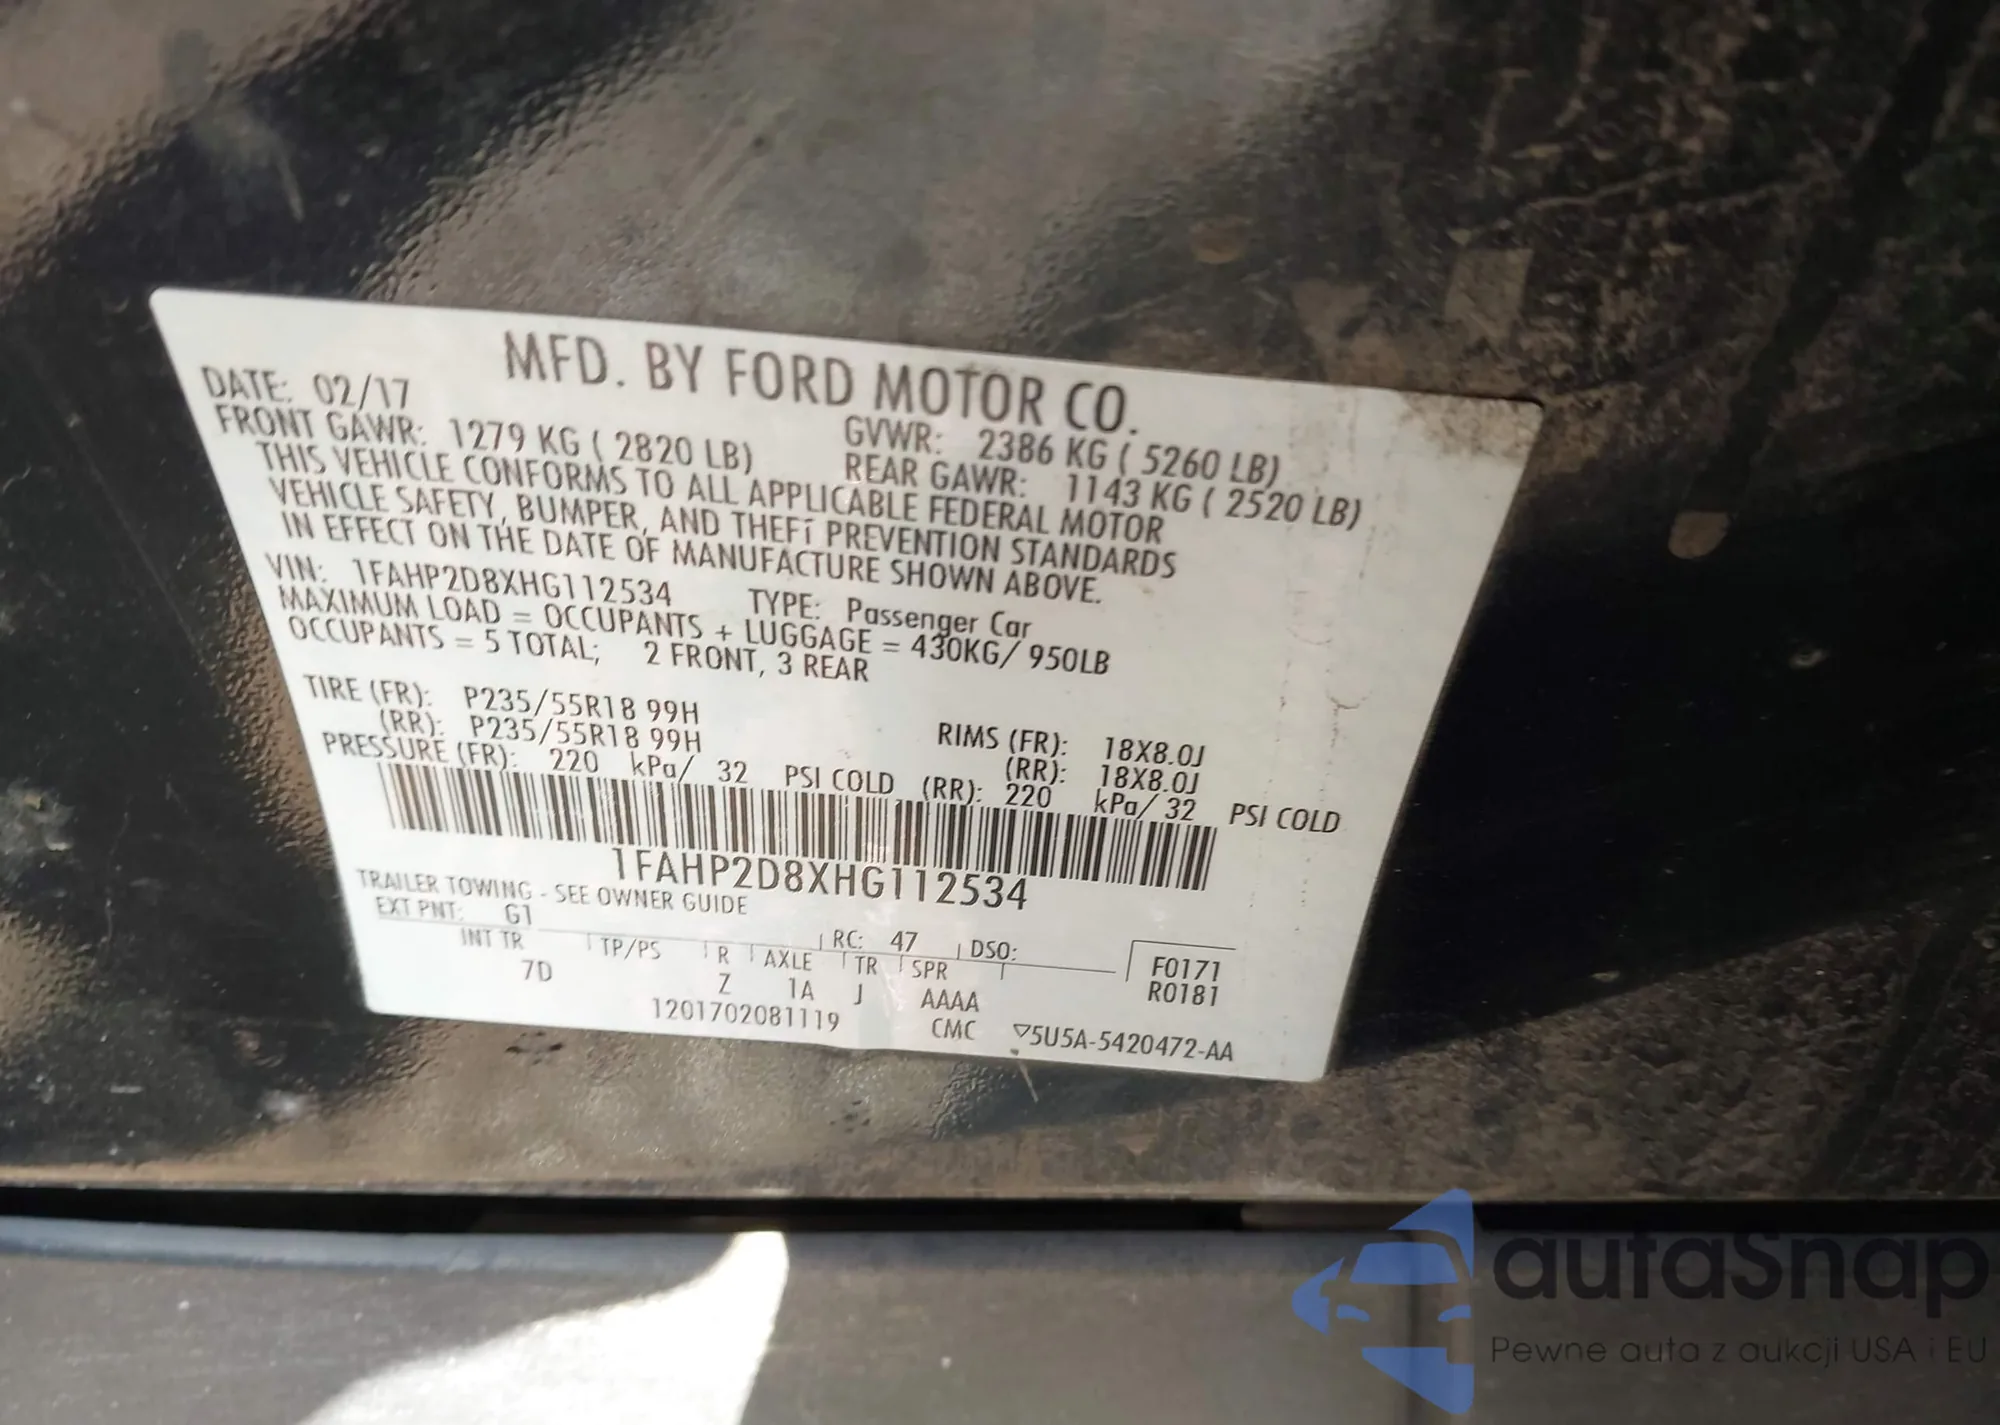 MFD. BY FORD MOTOR CO.
DATE: 02/17 GVWR: 2386 KG ( 5260 LB)
FRONT GAWR: 1279 KG ( 2820 LB) REAR GAWR: 1143 KG ( 2520 LB)
THIS VEHICLE CONFORMS TO ALL APPLICABLE FEDERAL MOTOR
VEHICLE SAFETY, BUMPER, AND THEFT PREVENTION STANDARDS
IN EFFECT ON THE DATE OF MANUFACTURE SHOWN ABOVE.
VIN: 1FAHP2D8XHG112534 TYPE: Passenger Car
MAXIMUM LOAD = OCCUPANTS + LUGGAGE = 430KG/ 950LB
OCCUPANTS = 5 TOTAL; 2 FRONT, 3 REAR
TIRE (FR): P235/55R18 99H RIMS (FR): 18X8.0J
(RR): P235/55R18 99H (RR): 18X8.0J
PRESSURE (FR): 220 kPa/ 32 PSI COLD (RR): 220 kPa/ 32 PSI COLD
1FAHP2D8XHG112534
TRAILER TOWING - SEE OWNER GUIDE
EXT PNT: G1 RC: 47 DSO: F0171
INT TR TP/PS R AXLE TR SPR R0181
7D Z 1A J AAAA
1201702081119 CMC ▽5U5A-5420472-AA
autaSnap
Pewne auta z aukcji USA i EU